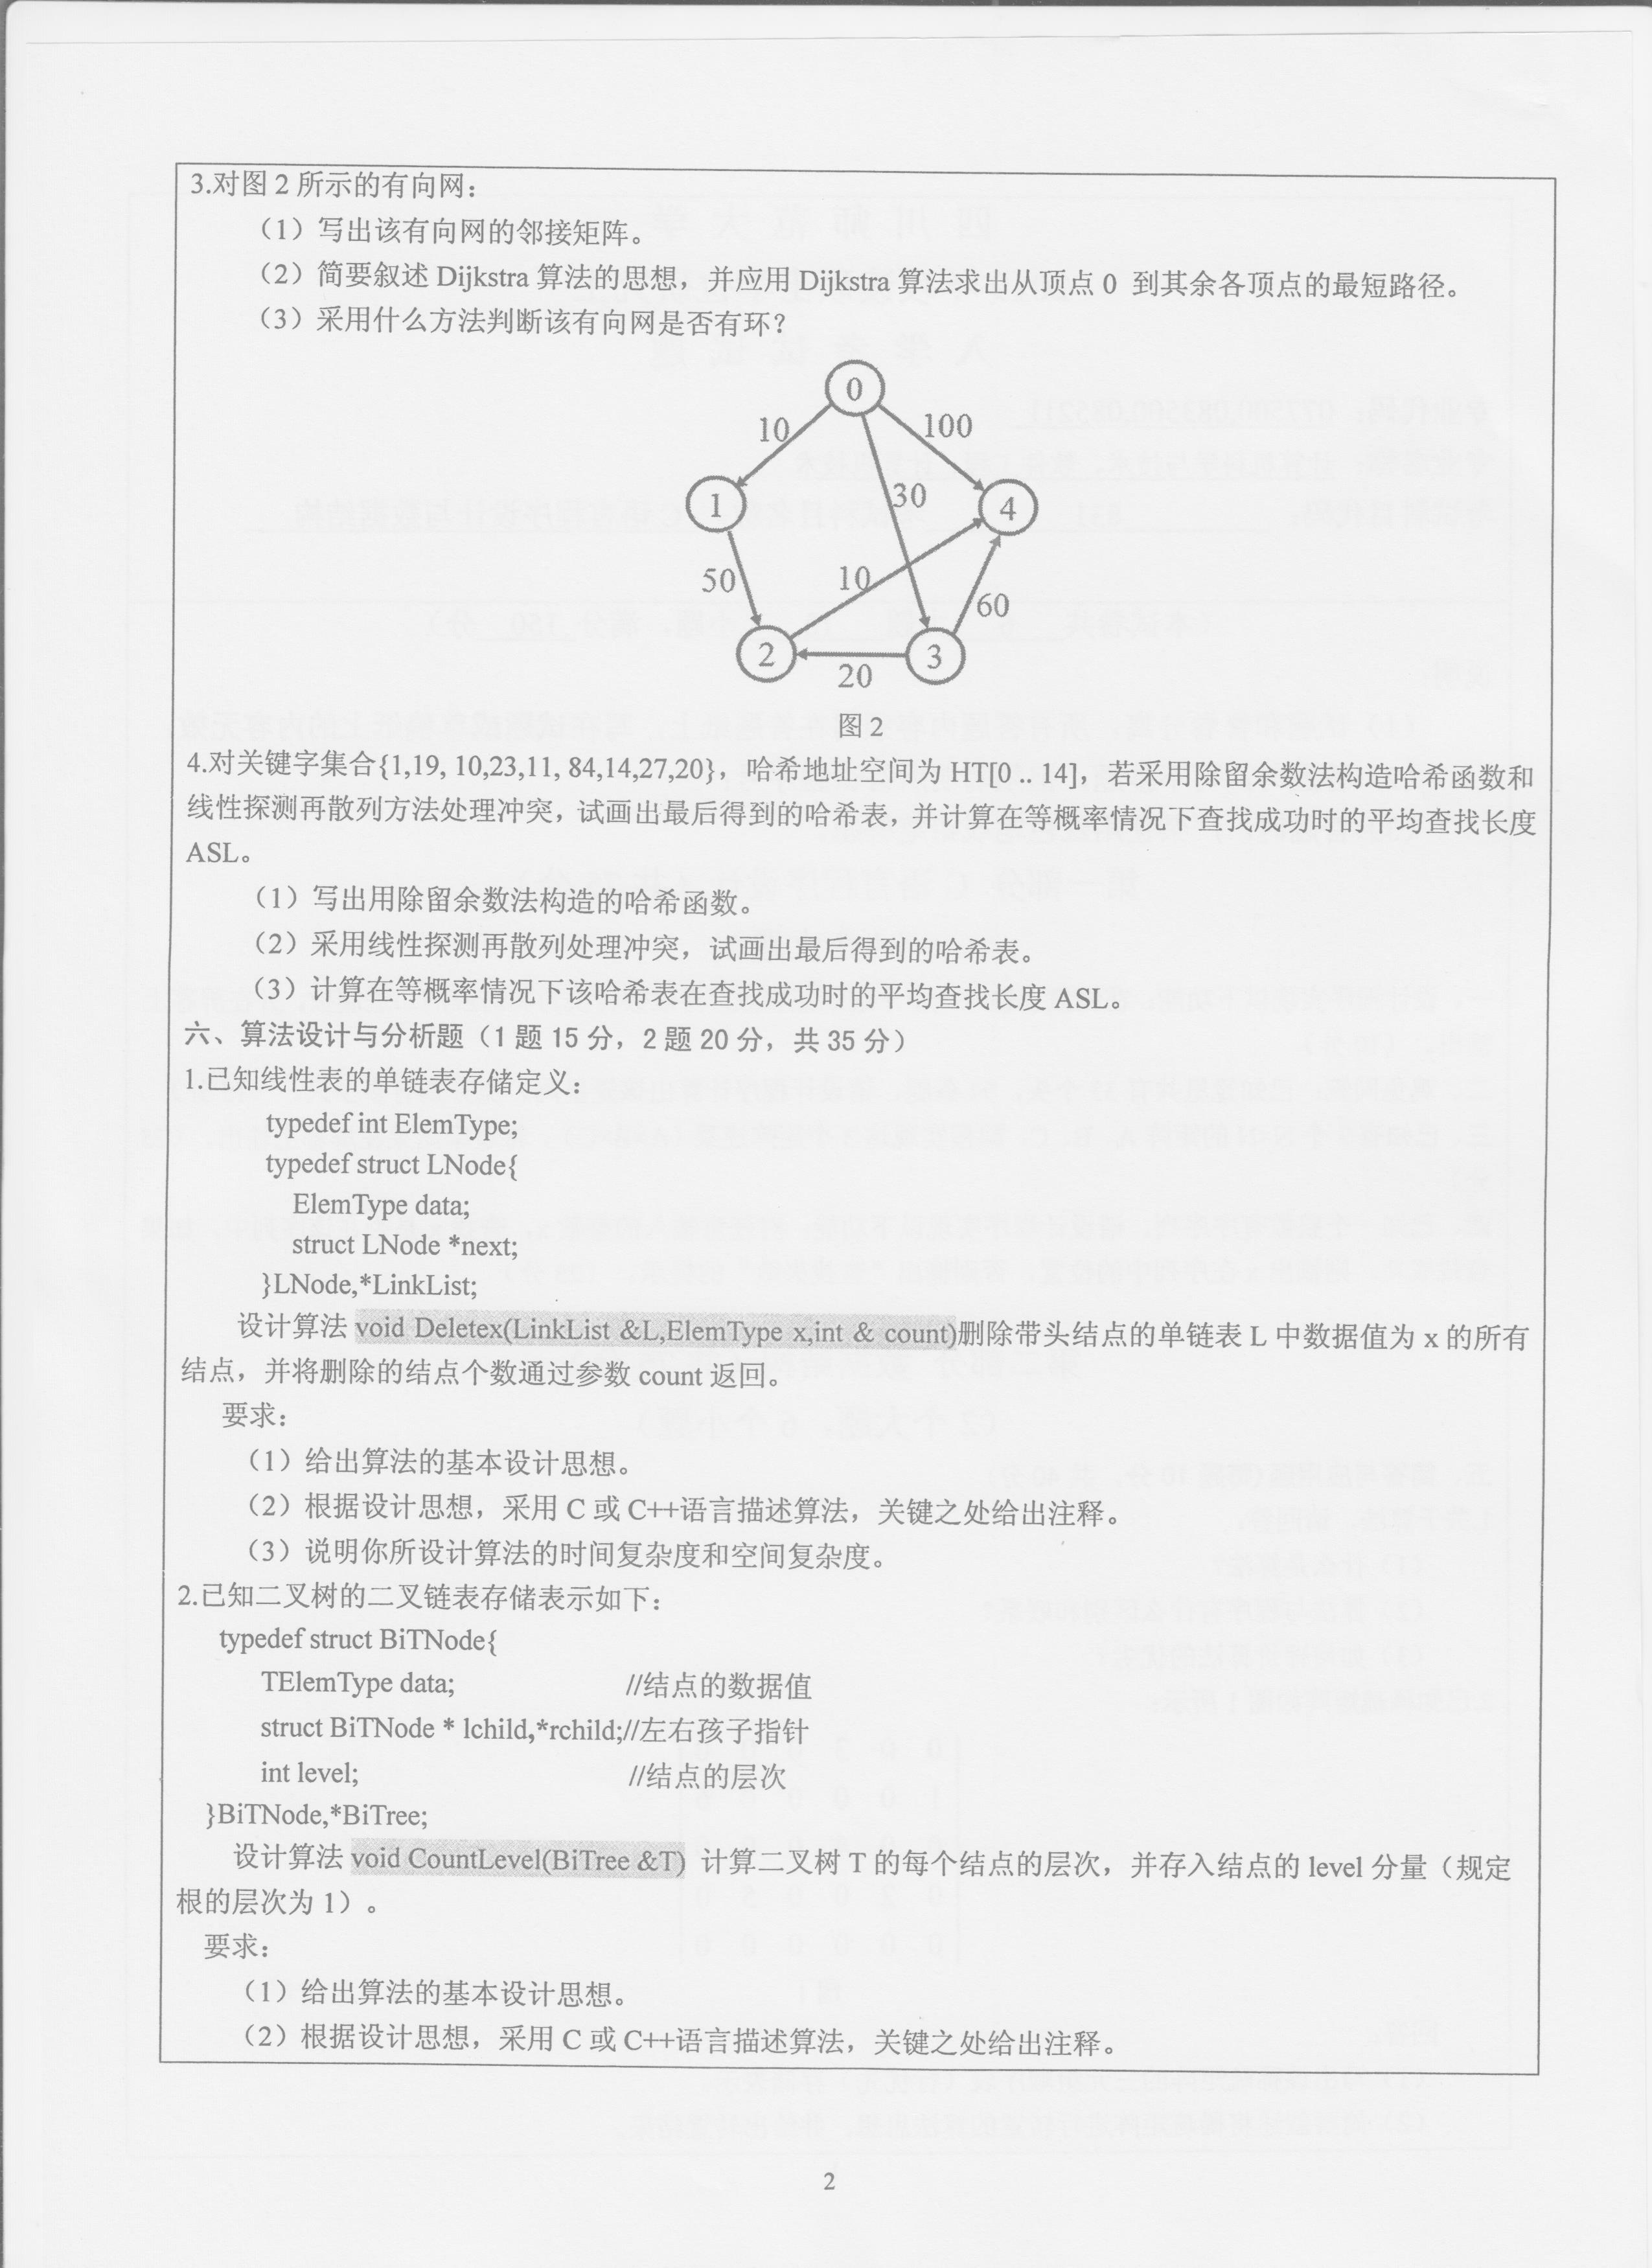 3.对图 2 所示的有向网：
（1）写出该有向网的邻接矩阵。
（2）简要叙述 Dijkstra 算法的思想，并应用 Dijkstra 算法求出从顶点 0 到其余各顶点的最短路径。
（3）采用什么方法判断该有向网是否有环？
0
10
100
1
30
4
50
10
60
2
3
20
图 2
4.对关键字集合{1,19, 10,23,11, 84,14,27,20}，哈希地址空间为 HT[0 .. 14]，若采用除留余数法构造哈希函数和
线性探测再散列方法处理冲突，试画出最后得到的哈希表，并计算在等概率情况下查找成功时的平均查找长度
ASL。
（1）写出用除留余数法构造的哈希函数。
（2）采用线性探测再散列处理冲突，试画出最后得到的哈希表。
（3）计算在等概率情况下该哈希表在查找成功时的平均查找长度 ASL。
六、算法设计与分析题（1 题 15 分，2 题 20 分，共 35 分）
1.已知线性表的单链表存储定义：
typedef int ElemType;
typedef struct LNode{
ElemType data;
struct LNode *next;
}LNode,*LinkList;
设计算法 void Deletex(LinkList &L,ElemType x,int & count)删除带头结点的单链表 L 中数据值为 x 的所有
结点，并将删除的结点个数通过参数 count 返回。
要求：
（1）给出算法的基本设计思想。
（2）根据设计思想，采用 C 或 C++语言描述算法，关键之处给出注释。
（3）说明你所设计算法的时间复杂度和空间复杂度。
2.已知二叉树的二叉链表存储表示如下：
typedef struct BiTNode{
TElemType data; //结点的数据值
struct BiTNode * lchild,*rchild;//左右孩子指针
int level; //结点的层次
}BiTNode,*BiTree;
设计算法 void CountLevel(BiTree &T) 计算二叉树 T 的每个结点的层次，并存入结点的 level 分量（规定
根的层次为 1）。
要求：
（1）给出算法的基本设计思想。
（2）根据设计思想，采用 C 或 C++语言描述算法，关键之处给出注释。
2